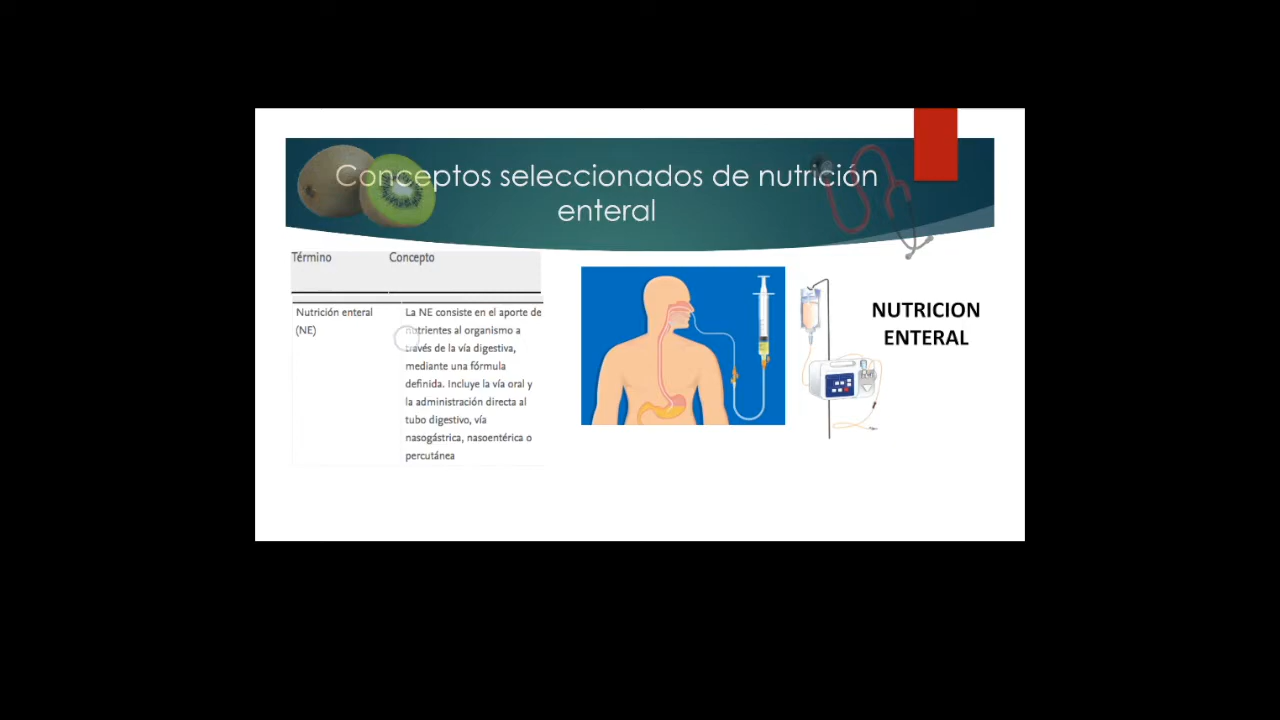 Conceptos seleccionados de nutrición
enteral
Término Concepto
Nutrición enteral
(NE)
La NE consiste en el aporte de
nutrientes al organismo a
través de la vía digestiva,
mediante una fórmula
definida. Incluye la vía oral y
la administración directa al
tubo digestivo, vía
nasogástrica, nasoentérica o
percutánea
NUTRICION
ENTERAL